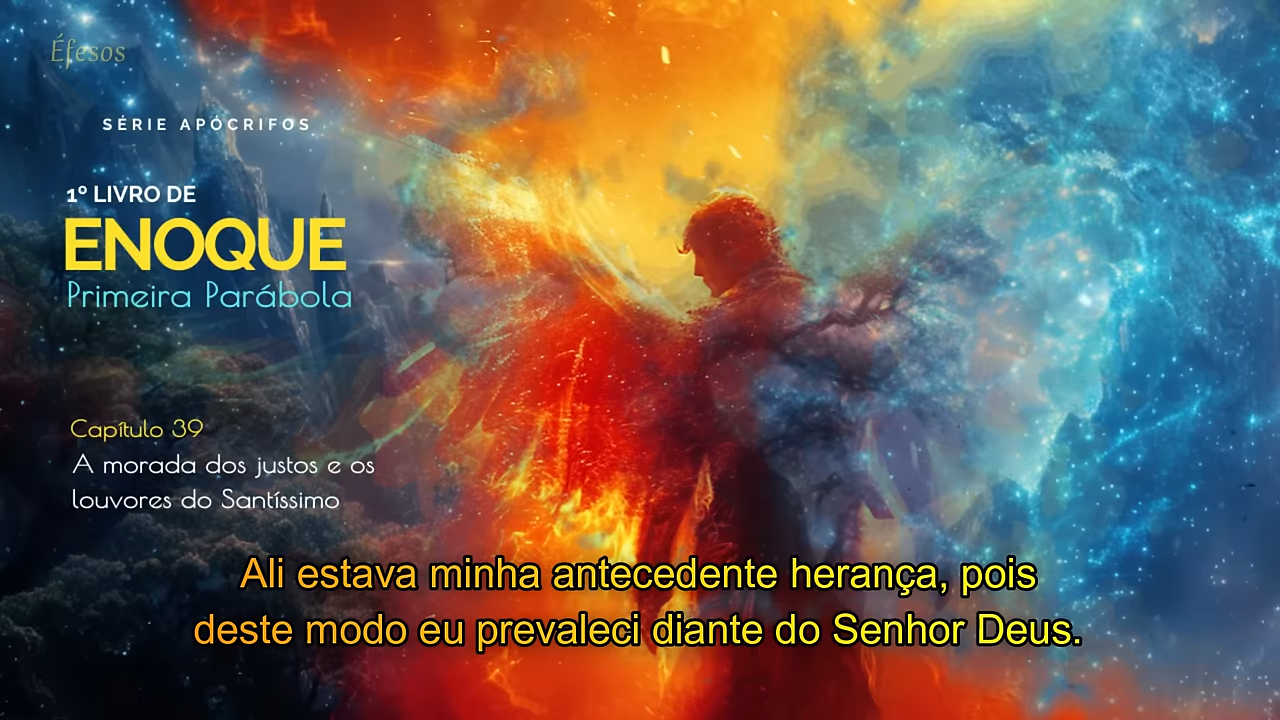 Éfesos
SÉRIE APÓCRIFOS
1º LIVRO DE
ENOQUE
Primeira Parábola
Capítulo 39
A morada dos justos e os
louvores do Santíssimo
Ali estava minha antecedente herança, pois
deste modo eu prevaleci diante do Senhor Deus.